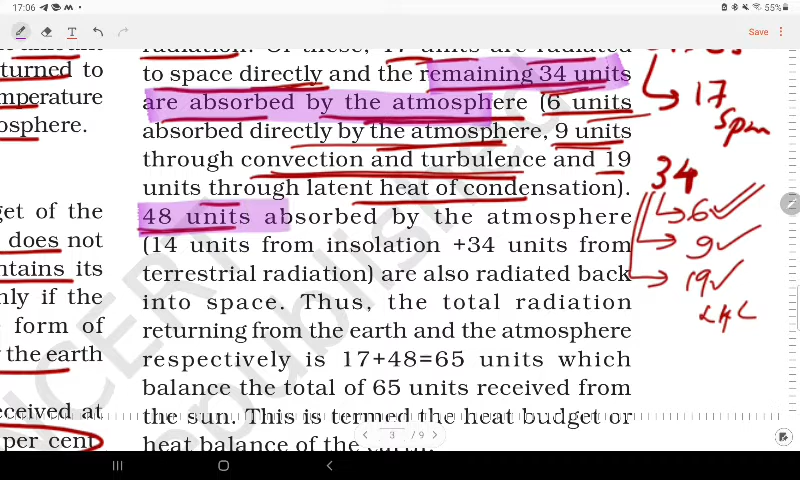 17:06
55%
Save
turned to
mperature
osphere.
get of the
does not
ntains its
nly if the
e form of
y the earth
eceived at
per cent
radiation. Of these, 17 units are radiated
to space directly and the remaining 34 units
are absorbed by the atmosphere (6 units
absorbed directly by the atmosphere, 9 units
through convection and turbulence and 19
units through latent heat of condensation).
48 units absorbed by the atmosphere
(14 units from insolation +34 units from
terrestrial radiation) are also radiated back
into space. Thus, the total radiation
returning from the earth and the atmosphere
respectively is 17+48=65 units which
balance the total of 65 units received from
the sun. This is termed the heat budget or
heat balance of the earth.
17
34
6
9
19
LHC
3 / 9